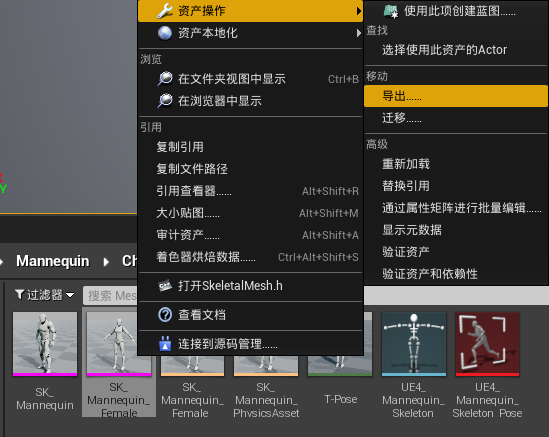 资产操作
资产本地化
浏览
在文件夹视图中显示 Ctrl+B
在浏览器中显示
引用
复制引用
复制文件路径
引用查看器...... Alt+Shift+R
大小贴图...... Alt+Shift+M
审计资产...... Alt+Shift+A
着色器烘焙数据...... Ctrl+Alt+Shift+S
打开SkeletalMesh.h
查看文档
连接到源码管理......
使用此项创建蓝图......
查找
选择使用此资产的Actor
移动
导出......
迁移......
高级
重新加载
替换引用
通过属性矩阵进行批量编辑......
显示元数据
验证资产
验证资产和依赖性
Y
Mannequin Ch
过滤器 搜索 Mes
SK_
Mannequin
SK_
Mannequin_
Female
SK_
Mannequin_
Female
SK_
Mannequin_
PhysicsAsset
T-Pose
UE4_
Mannequin_
Skeleton
UE4_
Mannequin_
Skeleton_Pose